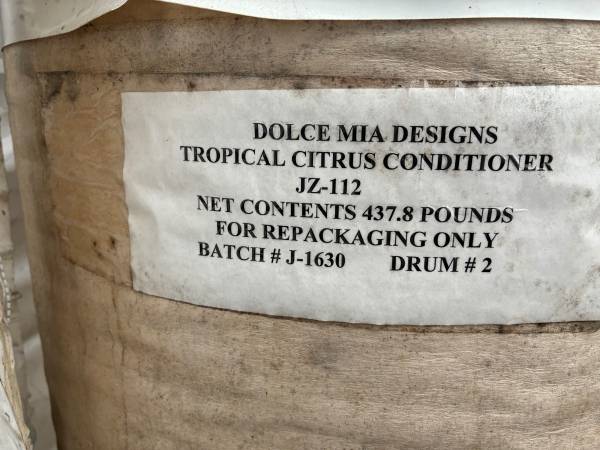 DOLCE MIA DESIGNS
TROPICAL CITRUS CONDITIONER
JZ-112
NET CONTENTS 437.8 POUNDS
FOR REPACKAGING ONLY
BATCH # J-1630 DRUM # 2